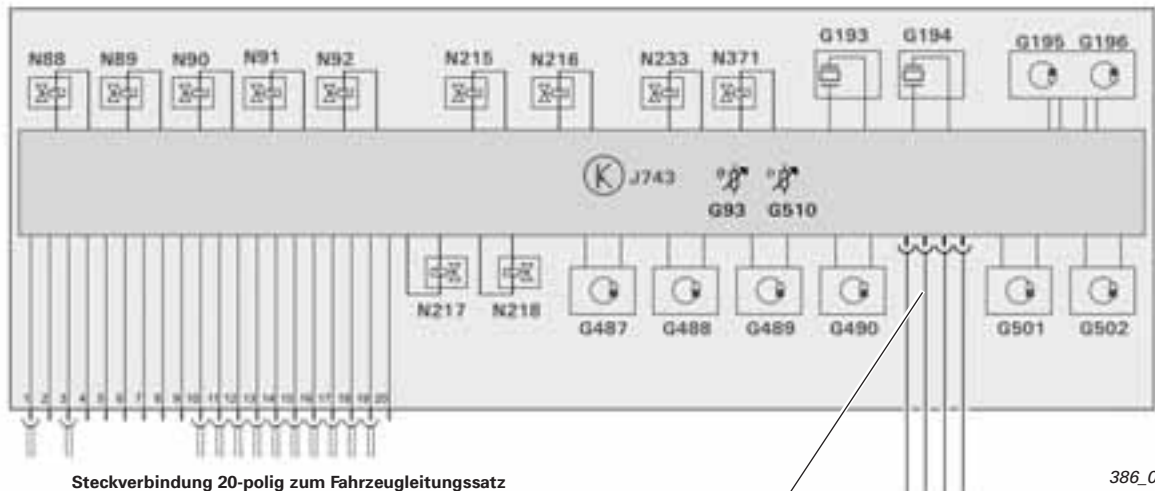 N88 N89 N90 N91 N92 N215 N216 N233 N371 G193 G194 G195 G196
J743
G93 G510
N217 N218 G487 G488 G489 G490 G501 G502
1 2 3 4 5 6 7 8 9 10 11 12 13 14 15 16 17 18 19 20
Steckverbindung 20-polig zum Fahrzeugleitungssatz
386_0